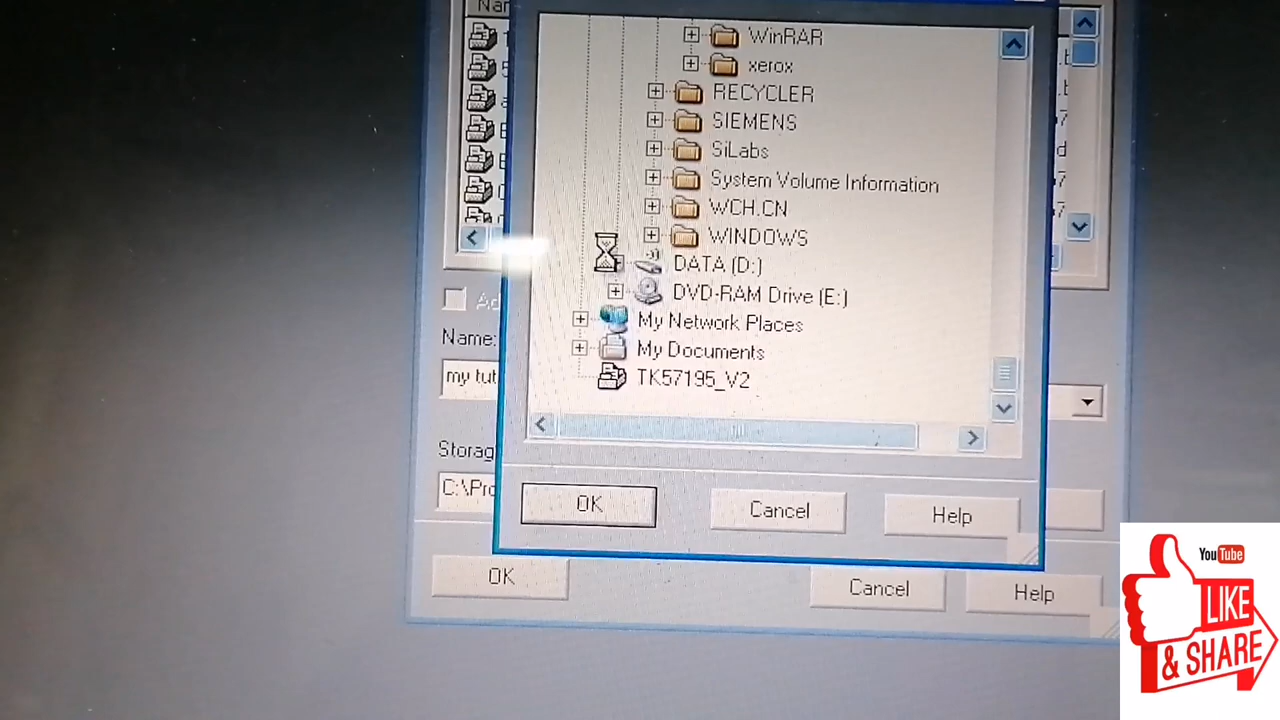 WinRAR
xerox
RECYCLER
SIEMENS
SiLabs
System Volume Information
WCH.CN
WINDOWS
DATA (D:)
DVD-RAM Drive (E:)
My Network Places
My Documents
TK57195_V2
Name:
my tut
Storag
C:\Pro
OK
Cancel
Help
OK
Cancel
Help
YouTube
LIKE
& SHARE